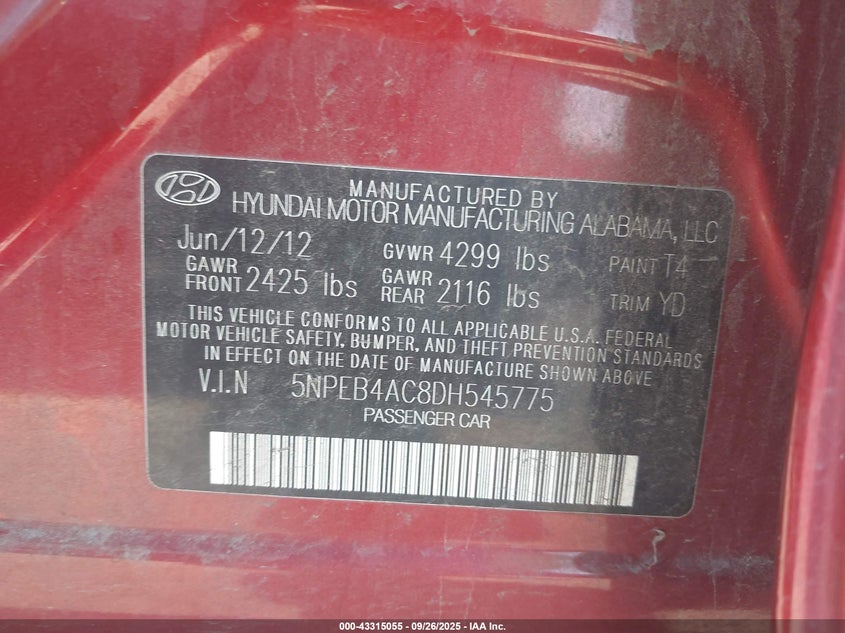 MANUFACTURED BY
HYUNDAI MOTOR MANUFACTURING ALABAMA, LLC
Jun/12/12 GVWR 4299 lbs PAINT T4
GAWR FRONT 2425 lbs GAWR REAR 2116 lbs TRIM YD
THIS VEHICLE CONFORMS TO ALL APPLICABLE U.S.A. FEDERAL
MOTOR VEHICLE SAFETY, BUMPER, AND THEFT PREVENTION STANDARDS
IN EFFECT ON THE DATE OF MANUFACTURE SHOWN ABOVE
V.I.N 5NPEB4AC8DH545775
PASSENGER CAR
000-43315055 - 09/26/2025 - IAA Inc.